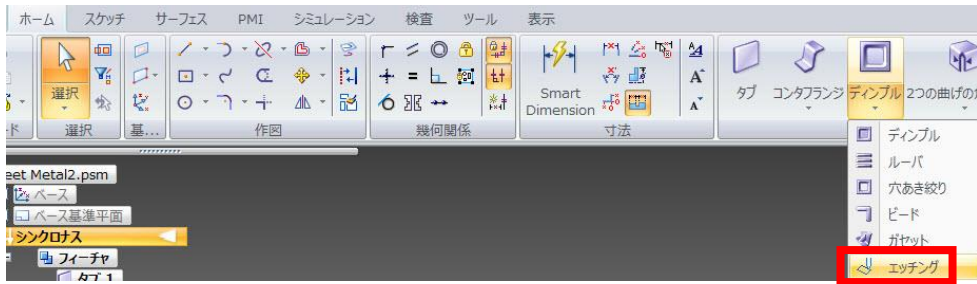 ホーム スケッチ サーフェス PMI シミュレーション 検査 ツール 表示
選択
Smart
Dimension
タブ コンタフランジ ディンプル 2つの曲げの
ド 選択 基... 作図 幾何関係 寸法
ディンプル
eet Metal2.psm
ルーバ
ベース
穴あき絞り
ベース基準平面
ビード
シンクロナス
ガセット
フィーチャ
エッチング
タブ 1